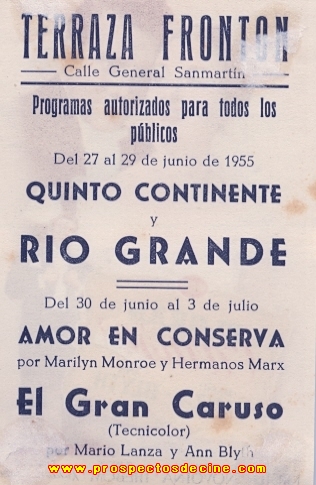 TERRAZA FRONTON
Calle General Sanmartín
Programas autorizados para todos los
públicos
Del 27 al 29 de junio de 1955
QUINTO CONTINENTE
y
RIO GRANDE
Del 30 de junio al 3 de julio
AMOR EN CONSERVA
por Marilyn Monroe y Hermanos Marx
El Gran Caruso
(Tecnicolor)
por Mario Lanza y Ann Blyth
www.prospectosdecine.com